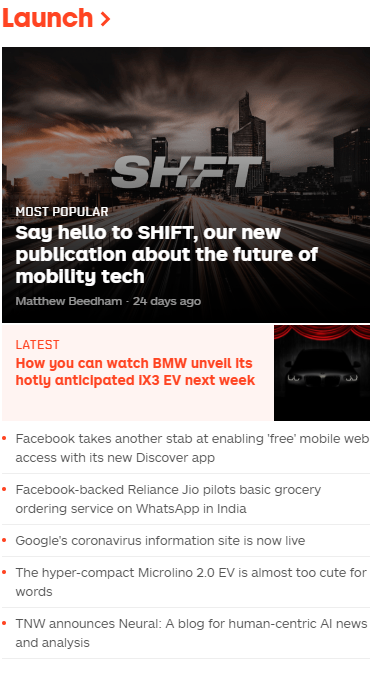 Launch >
SHIFT
MOST POPULAR
Say hello to SHIFT, our new
publication about the future of
mobility tech
Matthew Beedham · 24 days ago
LATEST
How you can watch BMW unveil its
hotly anticipated iX3 EV next week
Facebook takes another stab at enabling 'free' mobile web
access with its new Discover app
Facebook-backed Reliance Jio pilots basic grocery
ordering service on WhatsApp in India
Google's coronavirus information site is now live
The hyper-compact Microlino 2.0 EV is almost too cute for
words
TNW announces Neural: A blog for human-centric AI news
and analysis